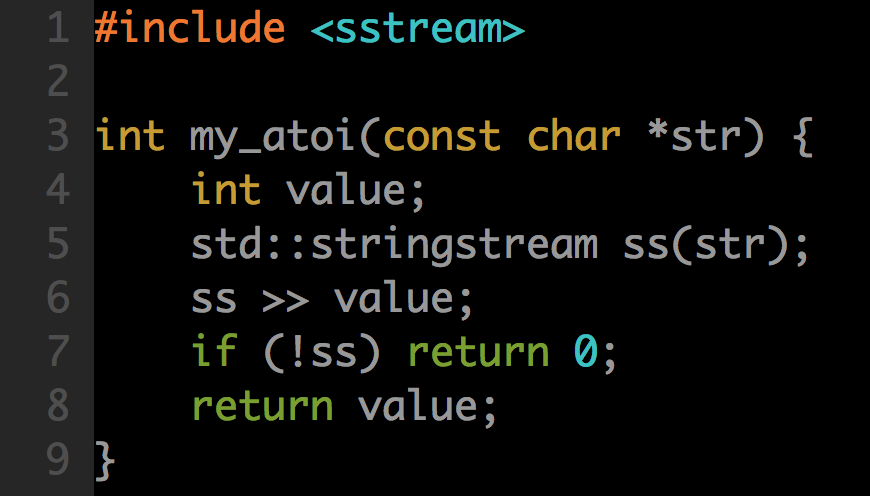 1 #include <sstream>
2
3 int my_atoi(const char *str) {
4     int value;
5     std::stringstream ss(str);
6     ss >> value;
7     if (!ss) return 0;
8     return value;
9 }